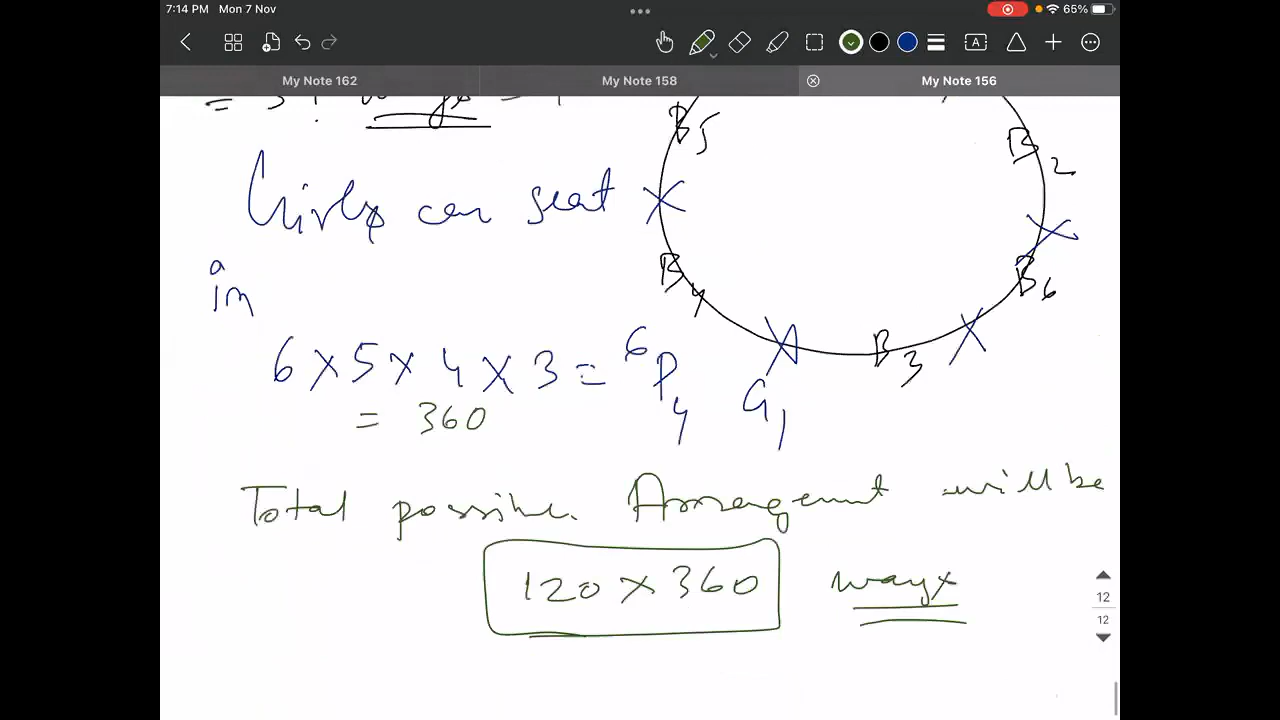 7:14 PM Mon 7 Nov
65%
A
My Note 162
My Note 158
My Note 156
= 5! ways =
B5
B2
Girls can seat
in
B4
B6
B3
6 x 5 x 4 x 3 = 6P4
G1
= 360
Total possible Arrangement will be
120 x 360 ways
12
12